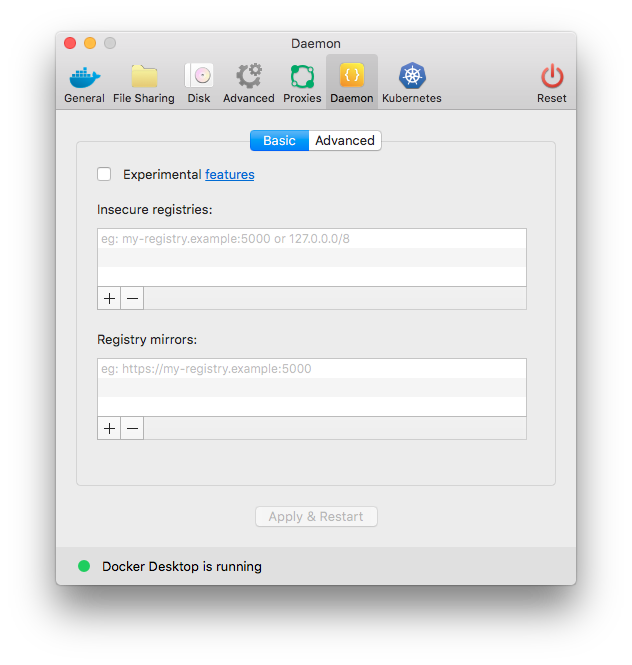 Daemon
General File Sharing Disk Advanced Proxies Daemon Kubernetes Reset
Basic Advanced
Experimental features
Insecure registries:
eg: my-registry.example:5000 or 127.0.0.0/8
Registry mirrors:
eg: https://my-registry.example:5000
Apply & Restart
Docker Desktop is running